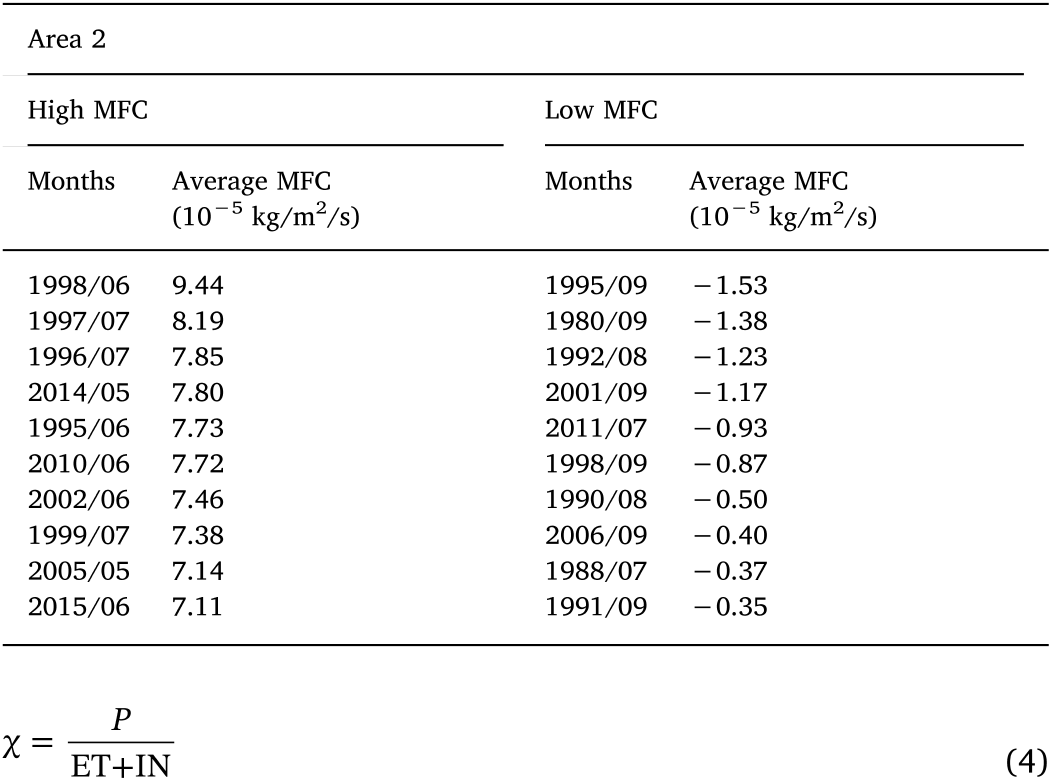 Area 2
High MFC Low MFC
Months Average MFC Months Average MFC
(10⁻⁵ kg/m²/s) (10⁻⁵ kg/m²/s)
1998/06 9.44 1995/09 −1.53
1997/07 8.19 1980/09 −1.38
1996/07 7.85 1992/08 −1.23
2014/05 7.80 2001/09 −1.17
1995/06 7.73 2011/07 −0.93
2010/06 7.72 1998/09 −0.87
2002/06 7.46 1990/08 −0.50
1999/07 7.38 2006/09 −0.40
2005/05 7.14 1988/07 −0.37
2015/06 7.11 1991/09 −0.35
χ = P / ET+IN (4)